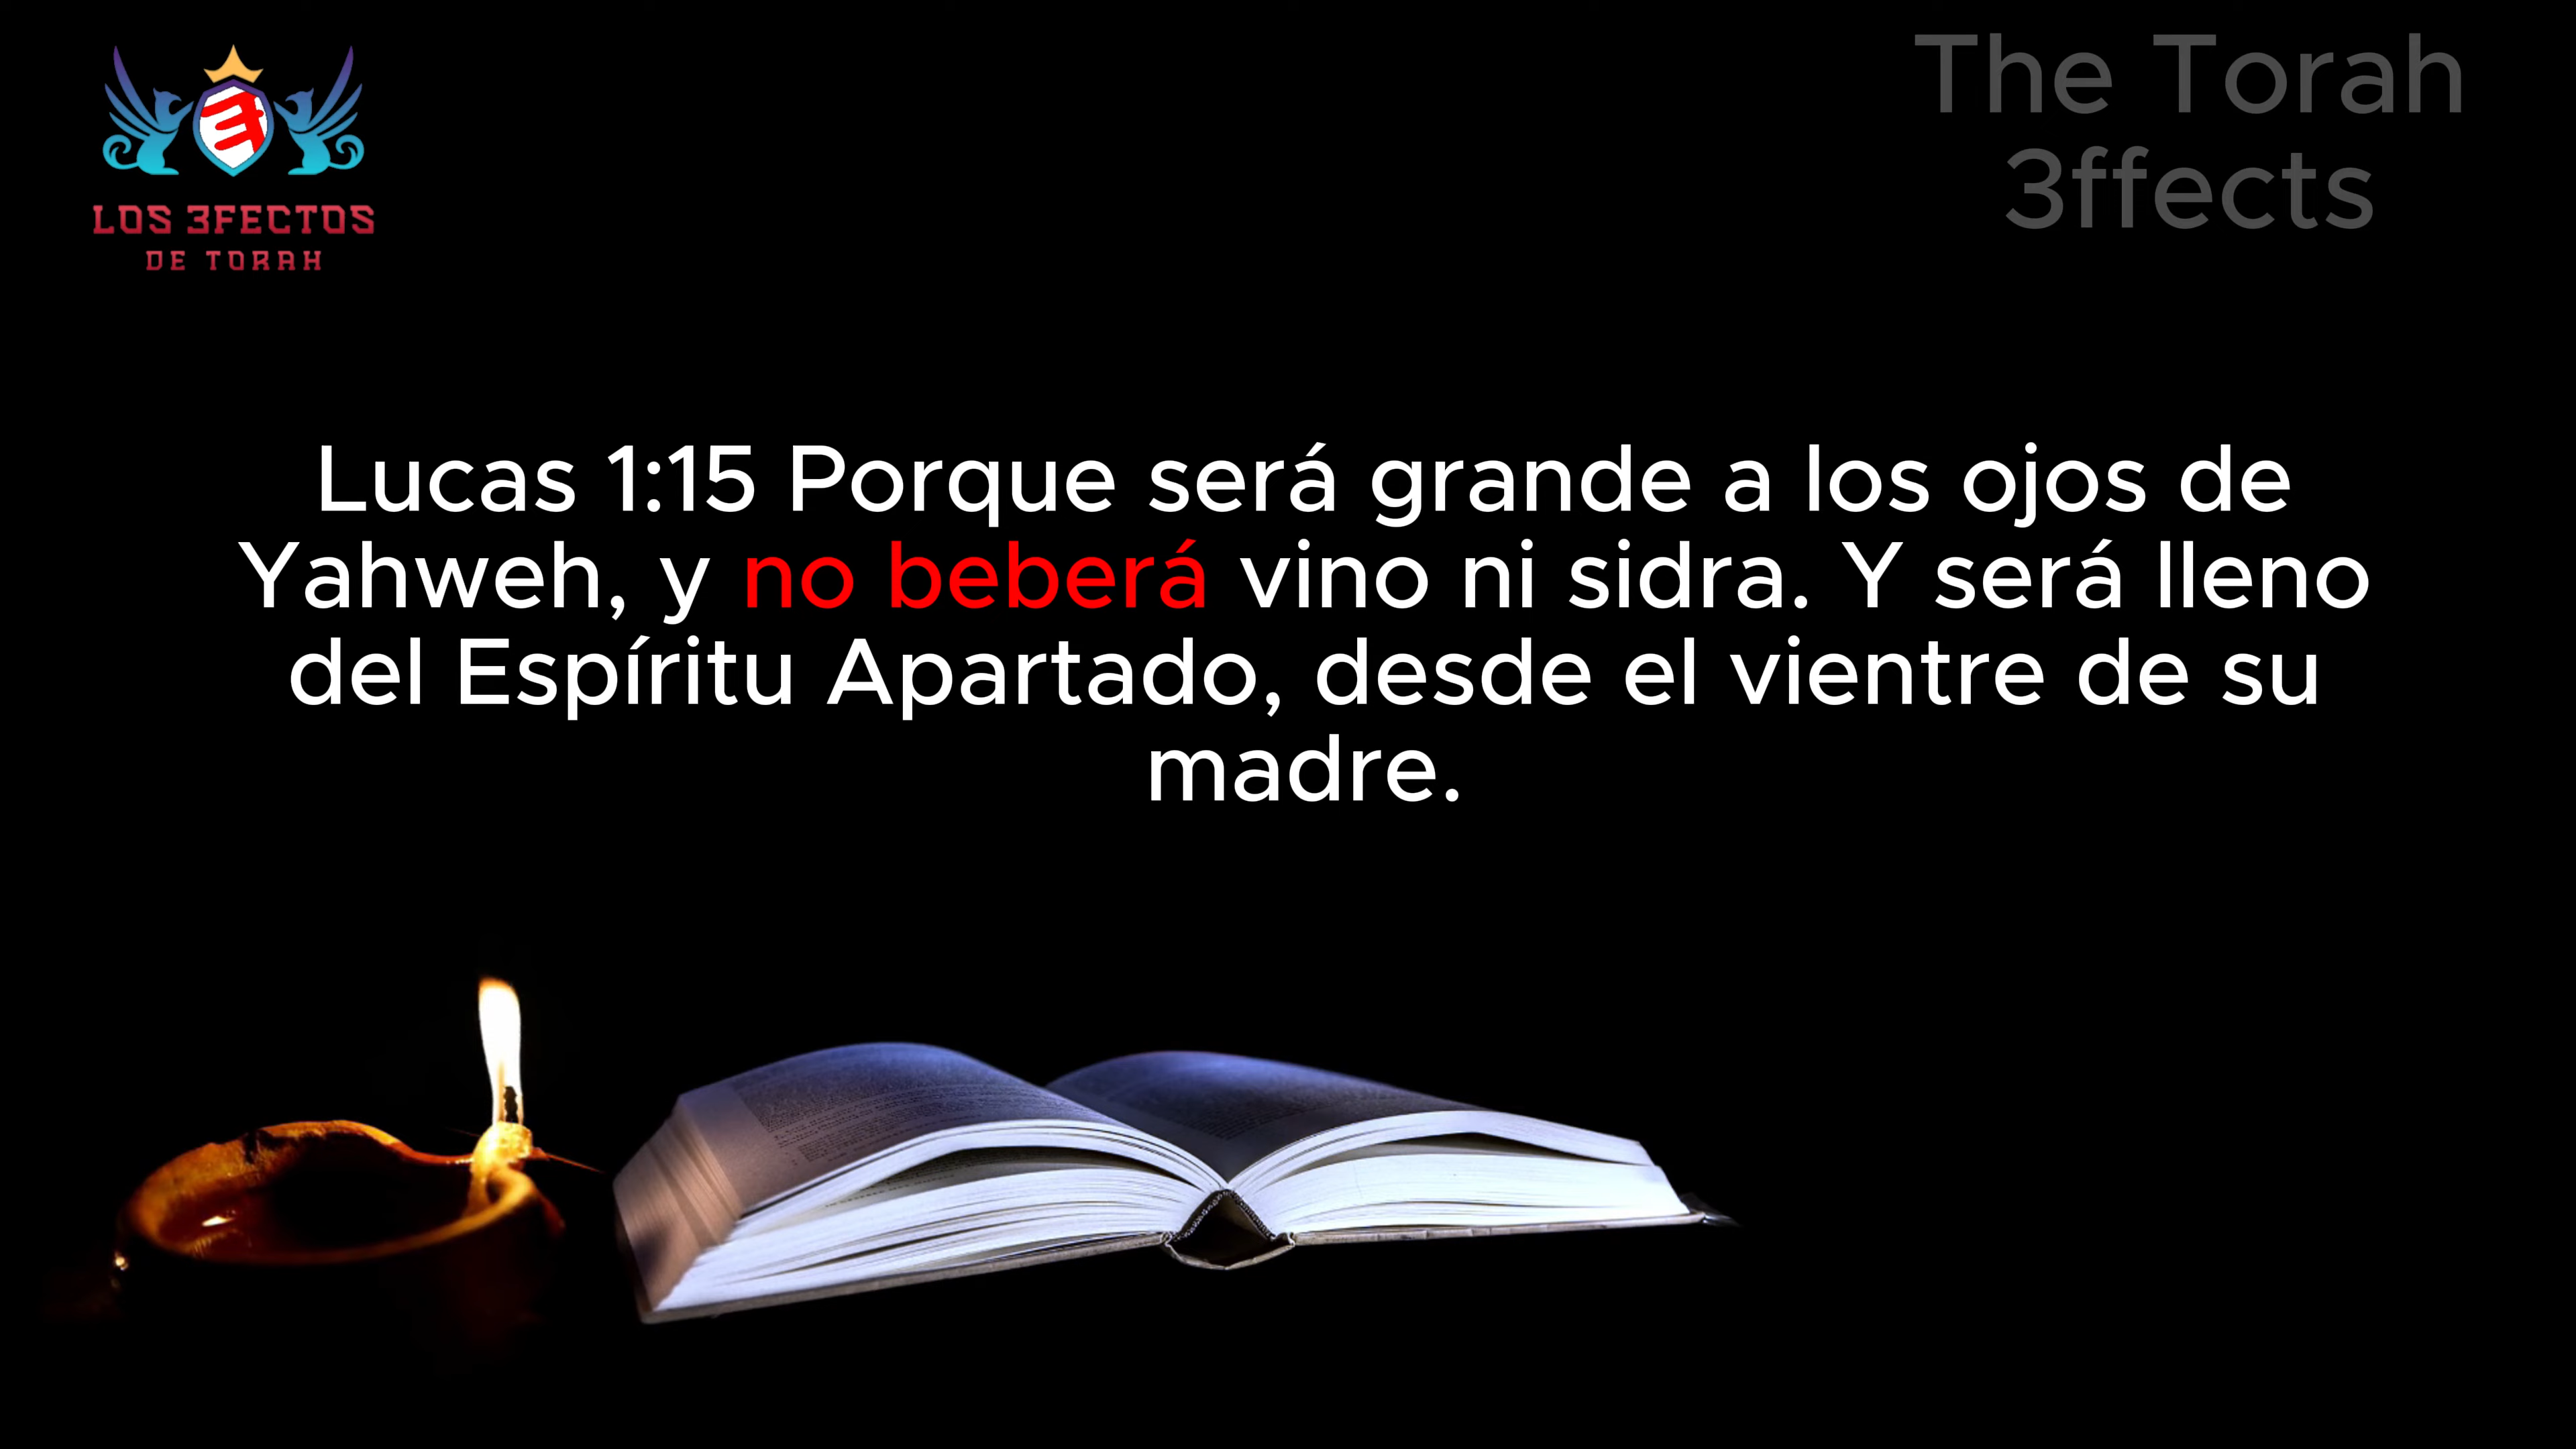 LOS 3FECTOS
DE TORAH
The Torah
3ffects
Lucas 1:15 Porque será grande a los ojos de
Yahweh, y no beberá vino ni sidra. Y será lleno
del Espíritu Apartado, desde el vientre de su
madre.